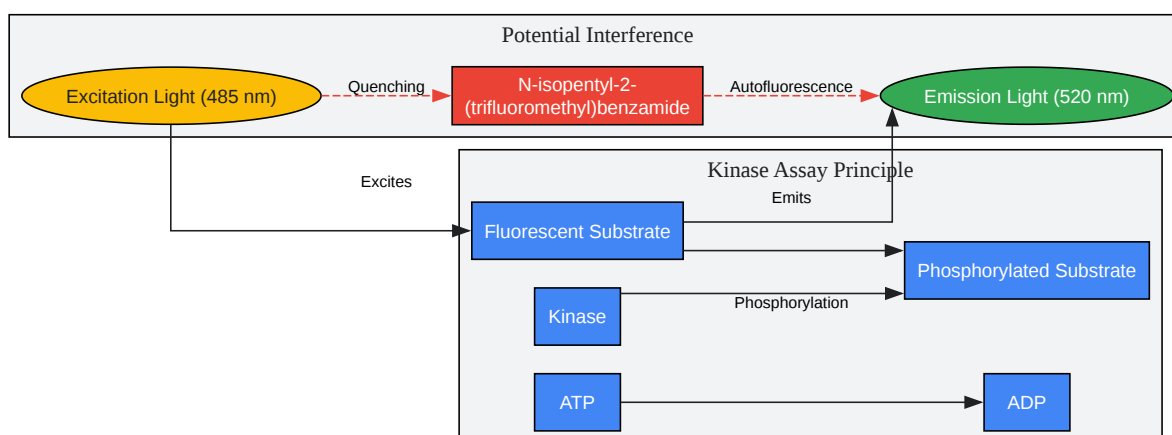 Potential Interference
Excitation Light (485 nm)
Quenching
N-isopentyl-2-
(trifluoromethyl)benzamide
Autofluorescence
Emission Light (520 nm)
Kinase Assay Principle
Excites
Emits
Fluorescent Substrate
Phosphorylated Substrate
Kinase
Phosphorylation
ATP
ADP